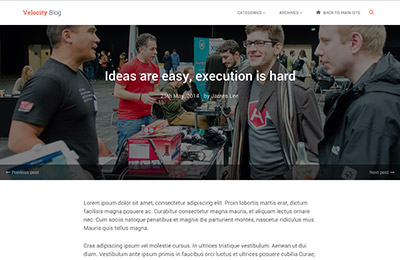 Velocity Blog
CATEGORIES
ARCHIVES
BACK TO MAIN SITE
Ideas are easy, execution is hard
25th May, 2014 by James Lee
← Previous post
Next post →
Lorem ipsum dolor sit amet, consectetur adipiscing elit. Proin lobortis mattis erat, dictum
facilisis magna posuere ac. Curabitur consectetur magna mauris, et aliquam lectus ornare
et. Cum sociis natoque penatibus et magnis dis parturient montes, nascetur ridiculus mus.
Mauris quis tellus magna.
Cras adipiscing ipsum vel molestie cursus. In ultrices tristique vestibulum. Aenean ut dui
diam. Vestibulum ante ipsum primis in faucibus orci luctus et ultrices posuere cubilia Curae;